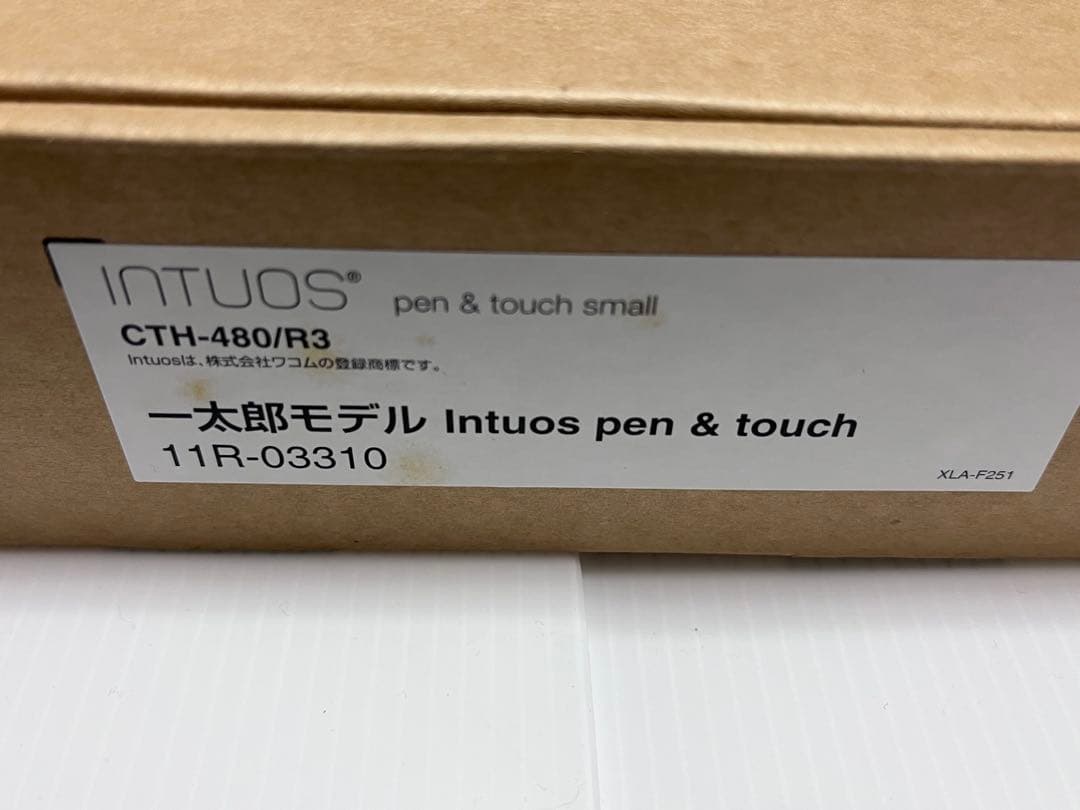 INTUOS® pen & touch small
CTH-480/R3
Intuosは、株式会社ワコムの登録商標です。
一太郎モデル Intuos pen & touch
11R-03310
XLA-F251